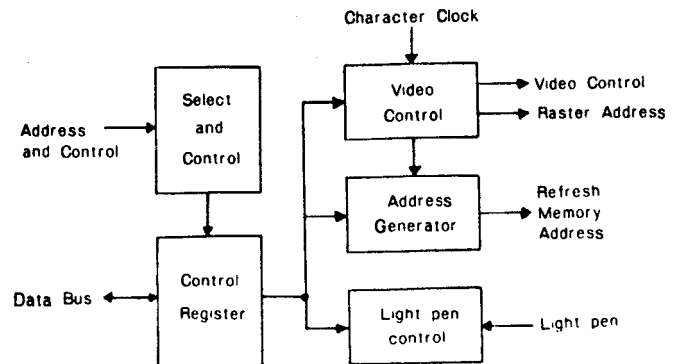 Character Clock
Select
and
Control
Address
and Control
Video
Control
Video Control
Raster Address
Address
Generator
Refresh
Memory
Address
Control
Register
Data Bus
Light pen
control
Light pen